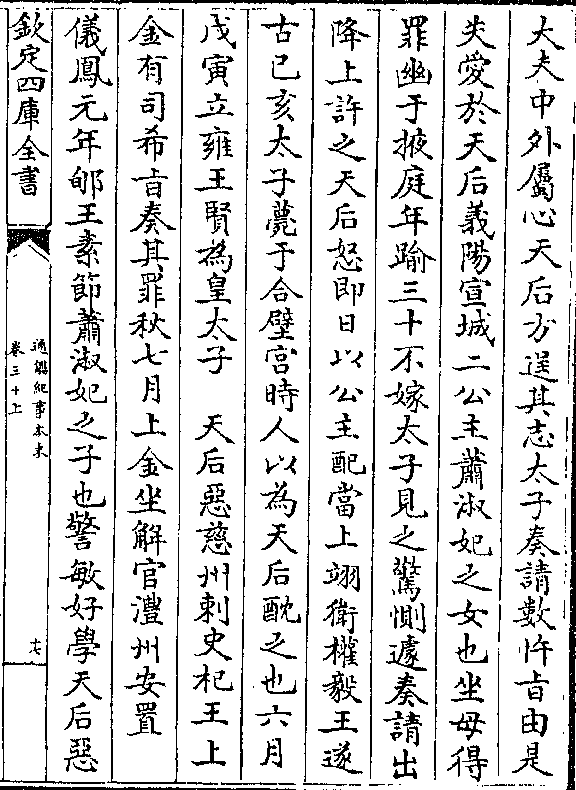 大夫中外屬心天后方逞其志太子奏請數忤旨由是
失愛於天后義陽宣城二公主蕭淑妃之女也坐母得
罪幽于掖庭年踰三十不嫁太子見之驚惻遽奏請出
降上許之天后怒即日以公主配當上翊衛權毅王遂
古已亥太子薨于合璧宮時人以為天后酖之也六月
戊寅立雍王賢為皇太子　天后惡慈州刺史杞王上
金有司希旨奏其罪秋七月上金坐解官澧州安置
儀鳳元年郇王素節蕭淑妃之子也警敏好學天后惡
欽定四庫全書
通鑑紀事本末
卷三十上
十七